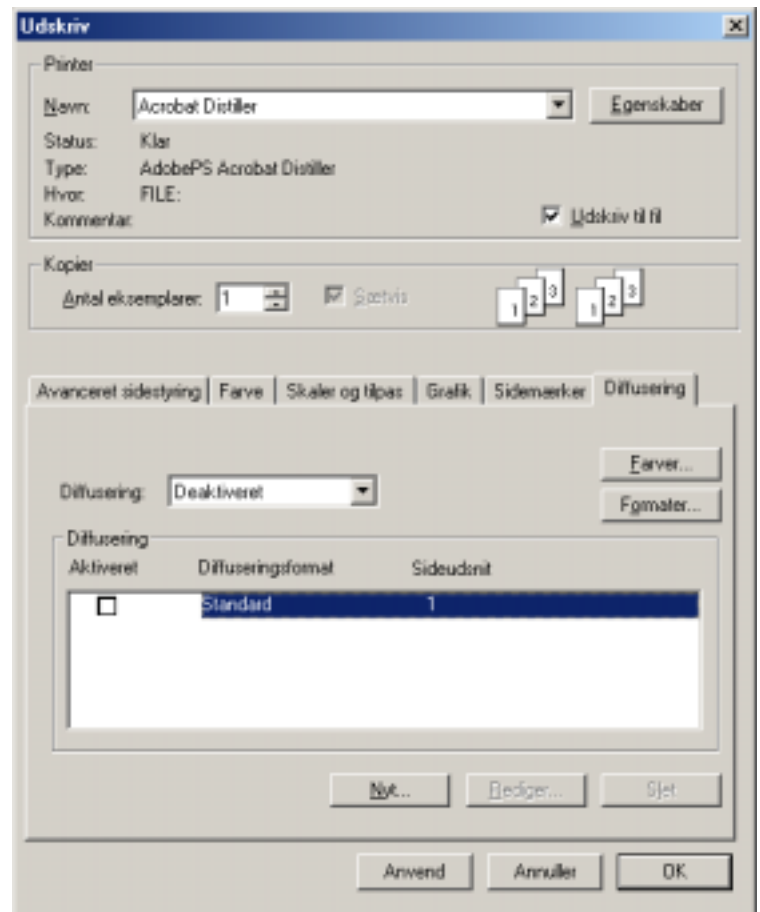 Udskriv
Printer
Navn: Acrobat Distiller Egenskaber
Status: Klar
Type: AdobePS Acrobat Distiller
Hvor: FILE:
Kommentar: Udskriv til fil
Kopier
Antal eksemplarer: 1 Sætvis 1 2 3 1 2 3
Avanceret sidestyring Farve Skaler og tilpas Grafik Sidemærker Diffusering
Farver...
Diffusering: Deaktiveret
Formater...
Diffusering
Aktiveret Diffuseringsformat Sideudsnit
Standard 1
Nyt... Rediger... Slet
Anvend Annuller OK